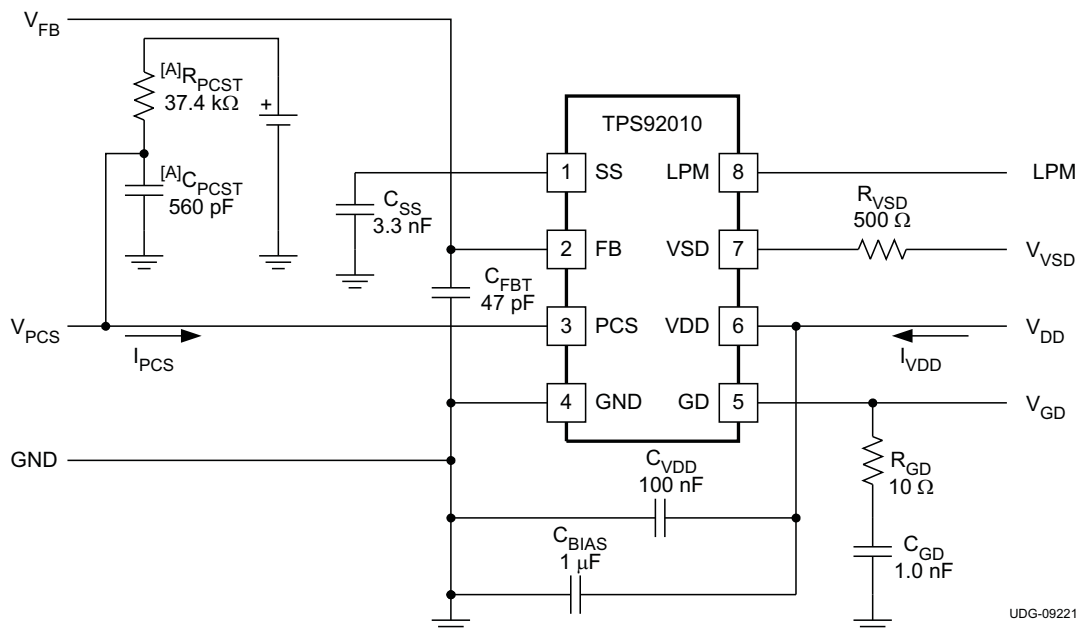 V_FB
[A]R_PCST
37.4 kΩ
+
[A]C_PCST
560 pF
C_SS
3.3 nF
C_FBT
47 pF
V_PCS
I_PCS
GND
TPS92010
1 SS LPM 8
2 FB VSD 7
3 PCS VDD 6
4 GND GD 5
LPM
R_VSD
500 Ω
V_VSD
V_DD
I_VDD
V_GD
R_GD
10 Ω
C_VDD
100 nF
C_BIAS
1 μF
C_GD
1.0 nF
UDG-09221